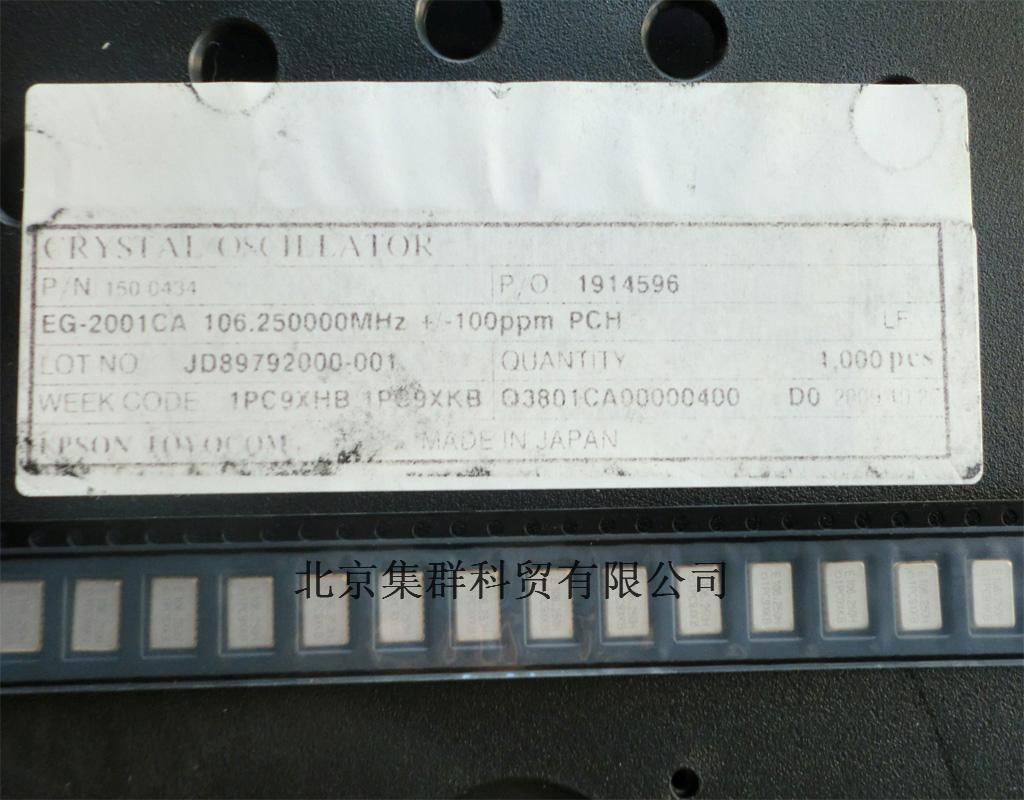 CRYSTAL OSCILLATOR
P/N 150-0434 P/O 1914596
EG-2001CA 106.250000MHz +/-100ppm PCH LF
LOT NO JD89792000-001 QUANTITY 1,000 pcs
WEEK CODE 1PC9XHB 1PC9XKB Q3801CA00000400 D0
EPSON TOYOCOM MADE IN JAPAN
北京集群科贸有限公司